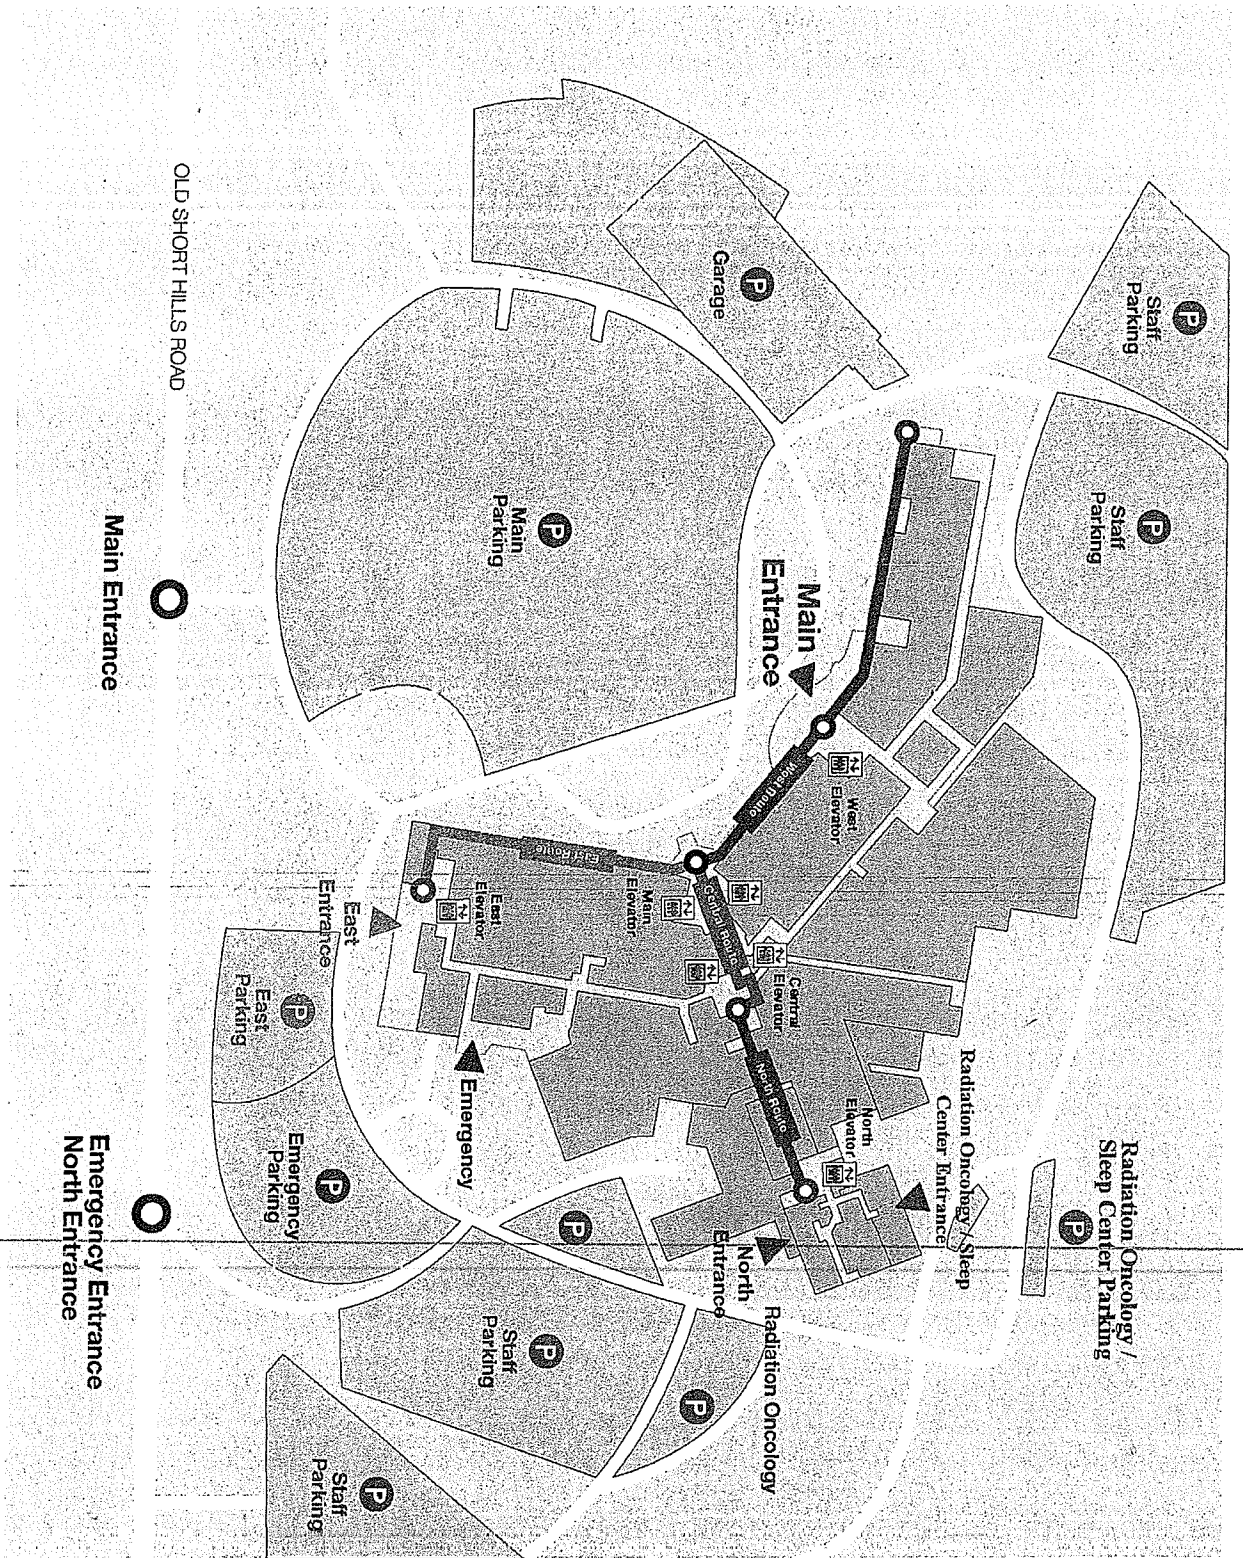 P
Staff
Parking
P
Staff
Parking
Radiation Oncology /
Sleep Center Parking
P
Radiation Oncology / Sleep
Center Entrance
P
Garage
Main
Entrance
West
Elevator
West Route
North
Elevator
Central
Elevator
North Route
Central Route
Main
Elevator
North
Entrance
Radiation Oncology
P
P
Main
Parking
East Route
East
Elevator
Emergency
P
P
Staff
Parking
East
Entrance
P
East
Parking
P
Emergency
Parking
P
Staff
Parking
OLD SHORT HILLS ROAD
Main Entrance
Emergency Entrance
North Entrance